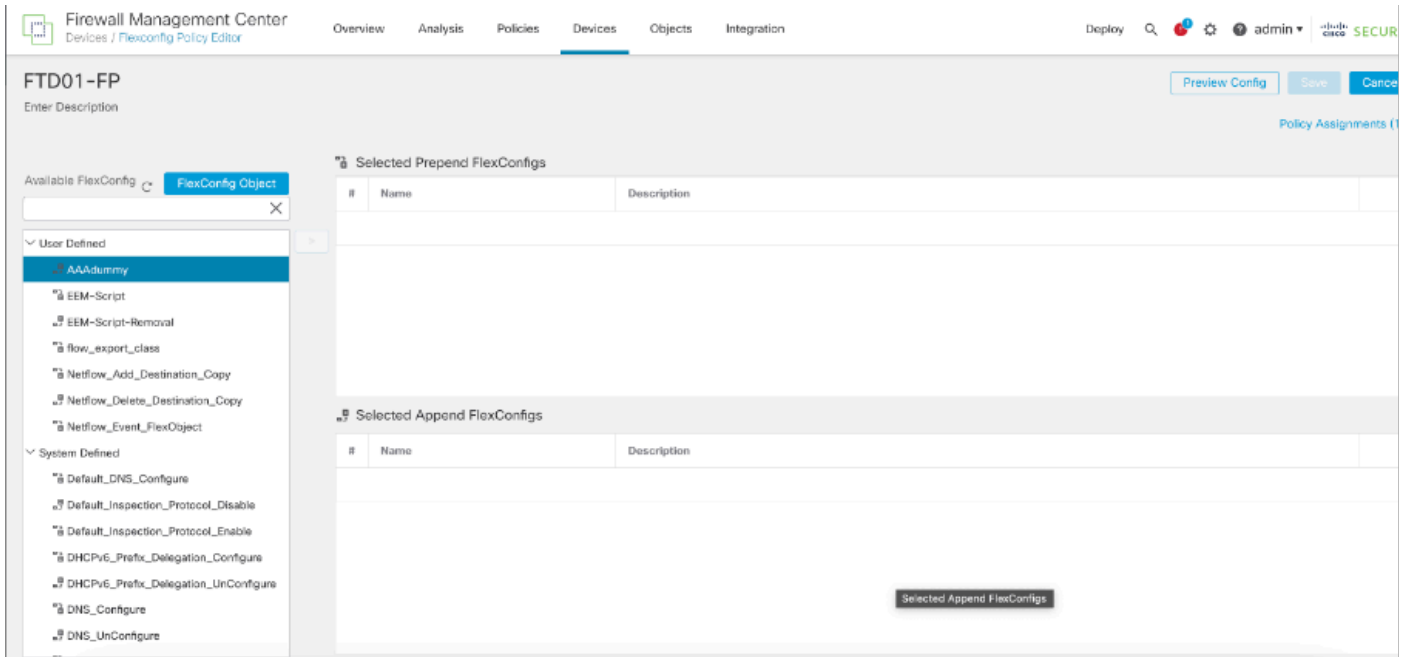 Firewall Management Center
Devices / Flexconfig Policy Editor
Overview Analysis Policies Devices Objects Integration
Deploy admin
cisco SECUR
FTD01-FP
Enter Description
Preview Config Save Cance
Policy Assignments (1
Available FlexConfig FlexConfig Object
User Defined
AAAdummy
EEM-Script
EEM-Script-Removal
flow_export_class
Netflow_Add_Destination_Copy
Netflow_Delete_Destination_Copy
Netflow_Event_FlexObject
System Defined
Default_DNS_Configure
Default_Inspection_Protocol_Disable
Default_Inspection_Protocol_Enable
DHCPv6_Prefix_Delegation_Configure
DHCPv6_Prefix_Delegation_UnConfigure
DNS_Configure
DNS_UnConfigure
Selected Prepend FlexConfigs
# Name Description
Selected Append FlexConfigs
# Name Description
Selected Append FlexConfigs